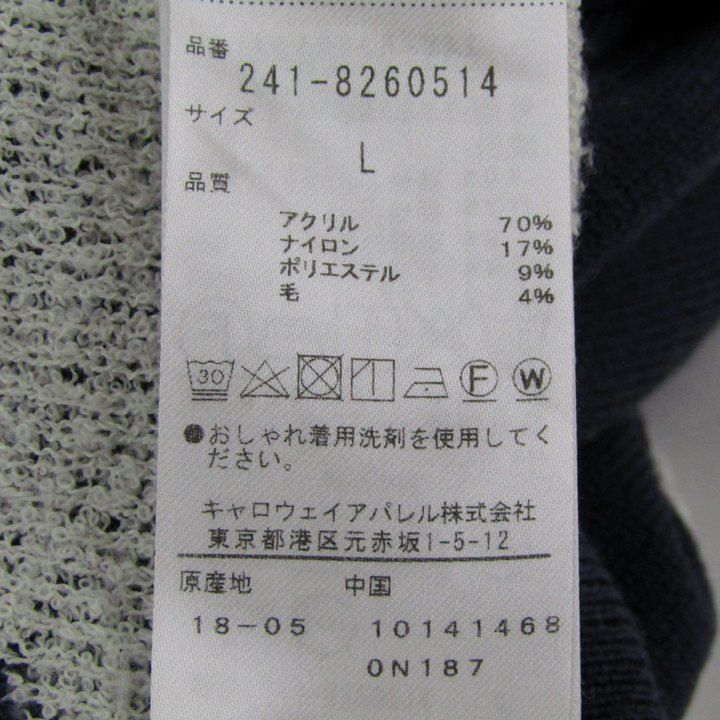 品番
241-8260514
サイズ
L
品質
アクリル 70%
ナイロン 17%
ポリエステル 9%
毛 4%
30 F W
●おしゃれ着用洗剤を使用してく
ださい。
キャロウェイアパレル株式会社
東京都港区元赤坂1-5-12
原産地 中国
18-05 10141468
0N187